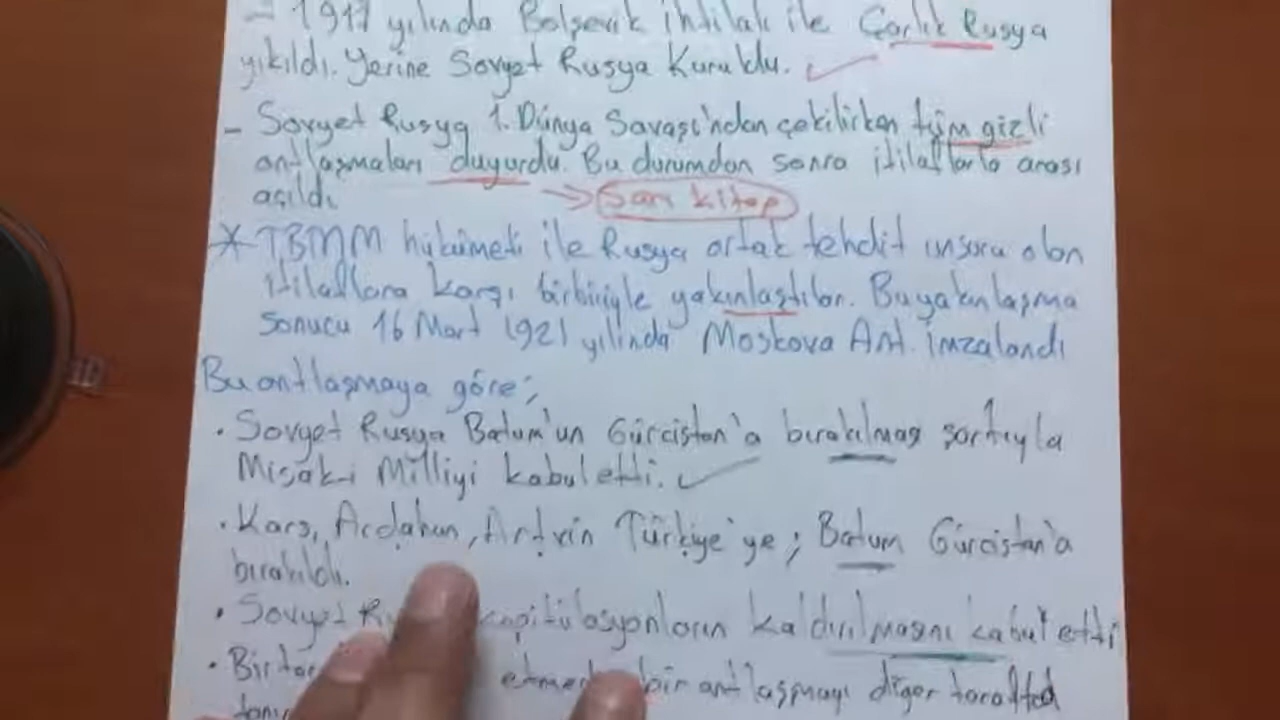 - 1917 yılında Bolşevik ihtilali ile Çarlık Rusya
yıkıldı. Yerine Sovyet Rusya Kuruldu.
- Sovyet Rusya 1. Dünya Savaşı'ndan çekilirken tüm gizli
antlaşmaları duyurdu. Bu durumdan sonra itilaflarla arası
açıldı. → Sarı kitap
* TBMM hükümeti ile Rusya ortak tehdit unsuru olan
itilaflara karşı birbiriyle yakınlaştılar. Bu yakınlaşma
sonucu 16 Mart 1921 yılında Moskova Ant. imzalandı
Bu antlaşmaya göre;
· Sovyet Rusya Batum'un Gürcistan'a bırakılması şartıyla
Misak-ı Milliyi kabul etti.
· Kars, Ardahan, Artvin Türkiye'ye; Batum Gürcistan'a
bırakıldı.
· Sovyet kapitülasyonların kaldırılmasını kabul etti
· Bir bir antlaşmayı diğer